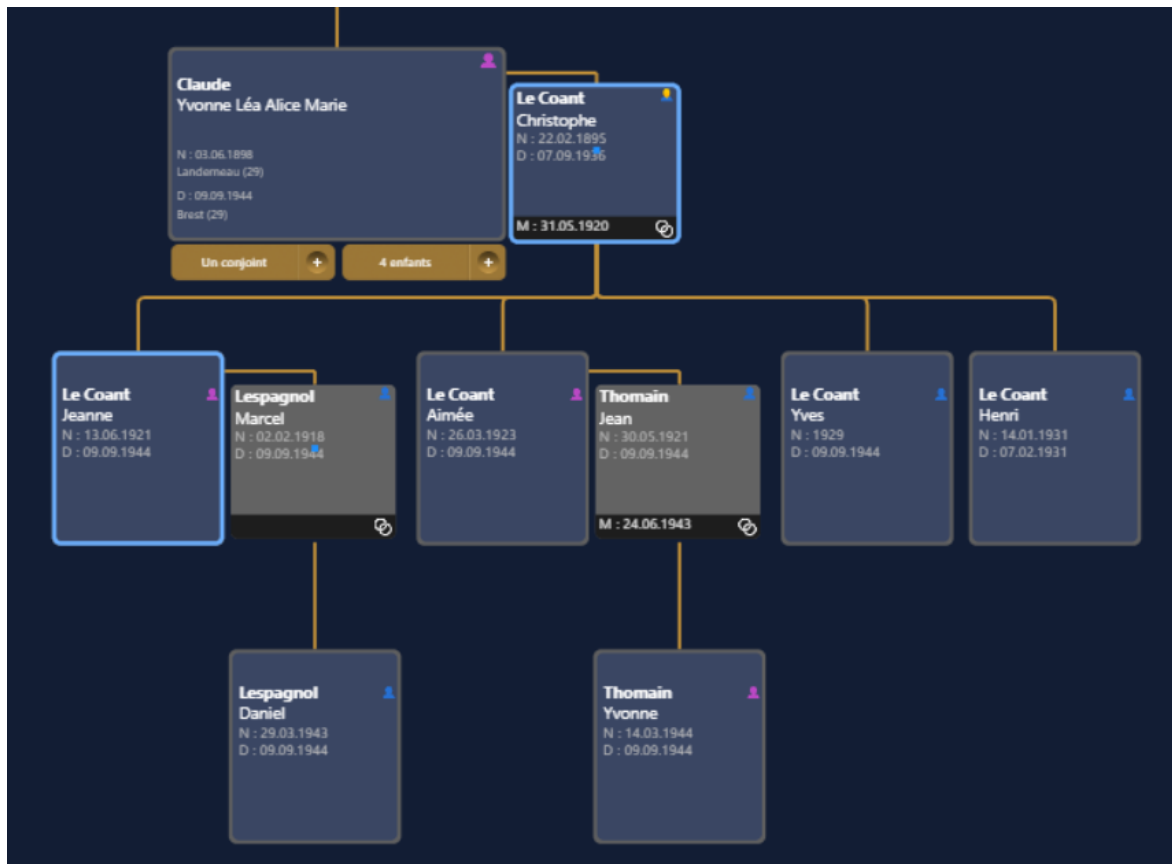 Claude
Yvonne Léa Alice Marie
N : 03.06.1898
Landerneau (29)
D : 09.09.1944
Brest (29)
Un conjoint +
4 enfants +
Le Coant
Christophe
N : 22.02.1895
D : 07.09.1936
M : 31.05.1920
Le Coant
Jeanne
N : 13.06.1921
D : 09.09.1944
Lespagnol
Marcel
N : 02.02.1918
D : 09.09.1944
Le Coant
Aimée
N : 26.03.1923
D : 09.09.1944
Thomain
Jean
N : 30.05.1921
D : 09.09.1944
M : 24.06.1943
Le Coant
Yves
N : 1929
D : 09.09.1944
Le Coant
Henri
N : 14.01.1931
D : 07.02.1931
Lespagnol
Daniel
N : 29.03.1943
D : 09.09.1944
Thomain
Yvonne
N : 14.03.1944
D : 09.09.1944